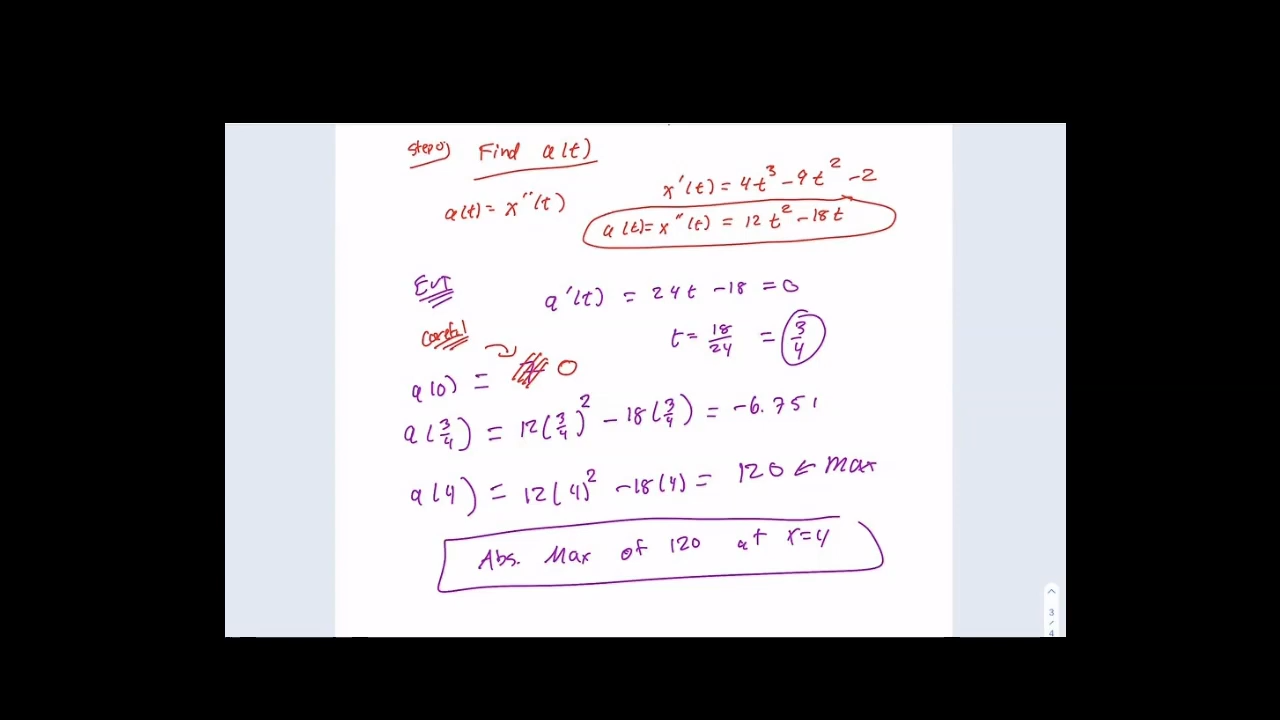 Step 0) Find a(t)
x'(t) = 4t³ - 9t² - 2
a(t) = x''(t)
a(t) = x''(t) = 12t² - 18t
EVT
a'(t) = 24t - 18 = 0
Careful
t = 18/24 = 3/4
a(0) = 0
a(3/4) = 12(3/4)² - 18(3/4) = -6.75
a(4) = 12(4)² - 18(4) = 120 ← Max
Abs. Max of 120 at x=4
3
/
4